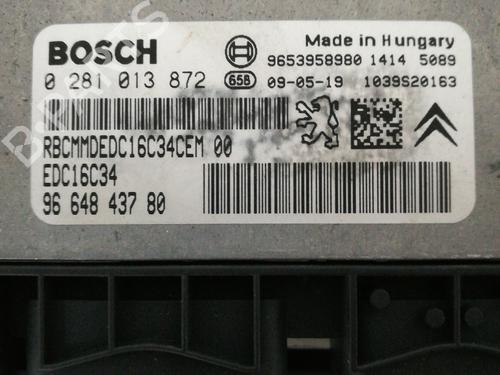 BOSCH
Made in Hungary
9653958980 1414 5089
0 281 013 872
65B
09-05-19 1039S20163
RBCMMDEDC16C34CEM 00
EDC16C34
96 648 437 80